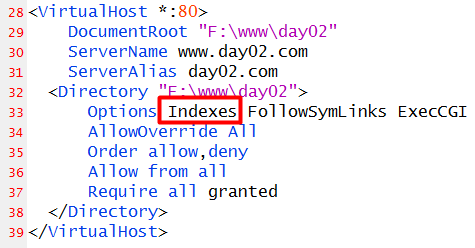 28 <VirtualHost *:80>
29     DocumentRoot "F:\www\day02"
30     ServerName www.day02.com
31     ServerAlias day02.com
32   <Directory "F:\www\day02">
33       Options Indexes FollowSymLinks ExecCGI
34       AllowOverride All
35       Order allow,deny
36       Allow from all
37       Require all granted
38   </Directory>
39 </VirtualHost>